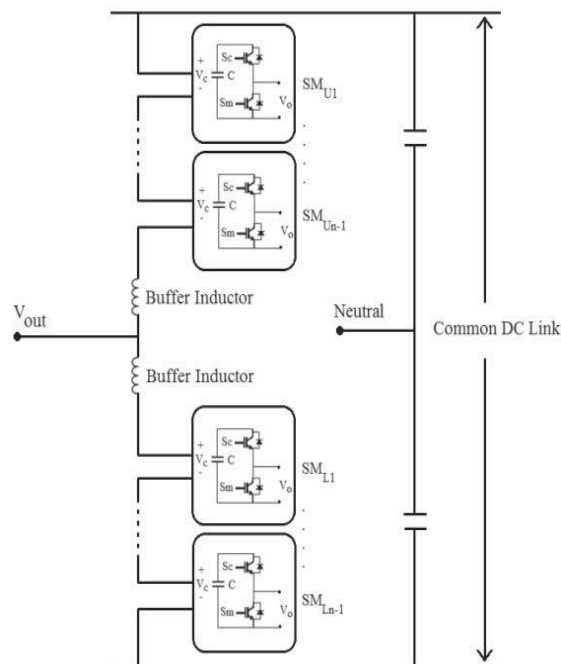 +
Vc
-
C
Sc
Sm
Vo
SMU1
+
Vc
-
C
Sc
Sm
Vo
SMUn-1
Buffer Inductor
Vout
Neutral
Common DC Link
Buffer Inductor
+
Vc
-
C
Sc
Sm
Vo
SML1
+
Vc
-
C
Sc
Sm
Vo
SMLn-1